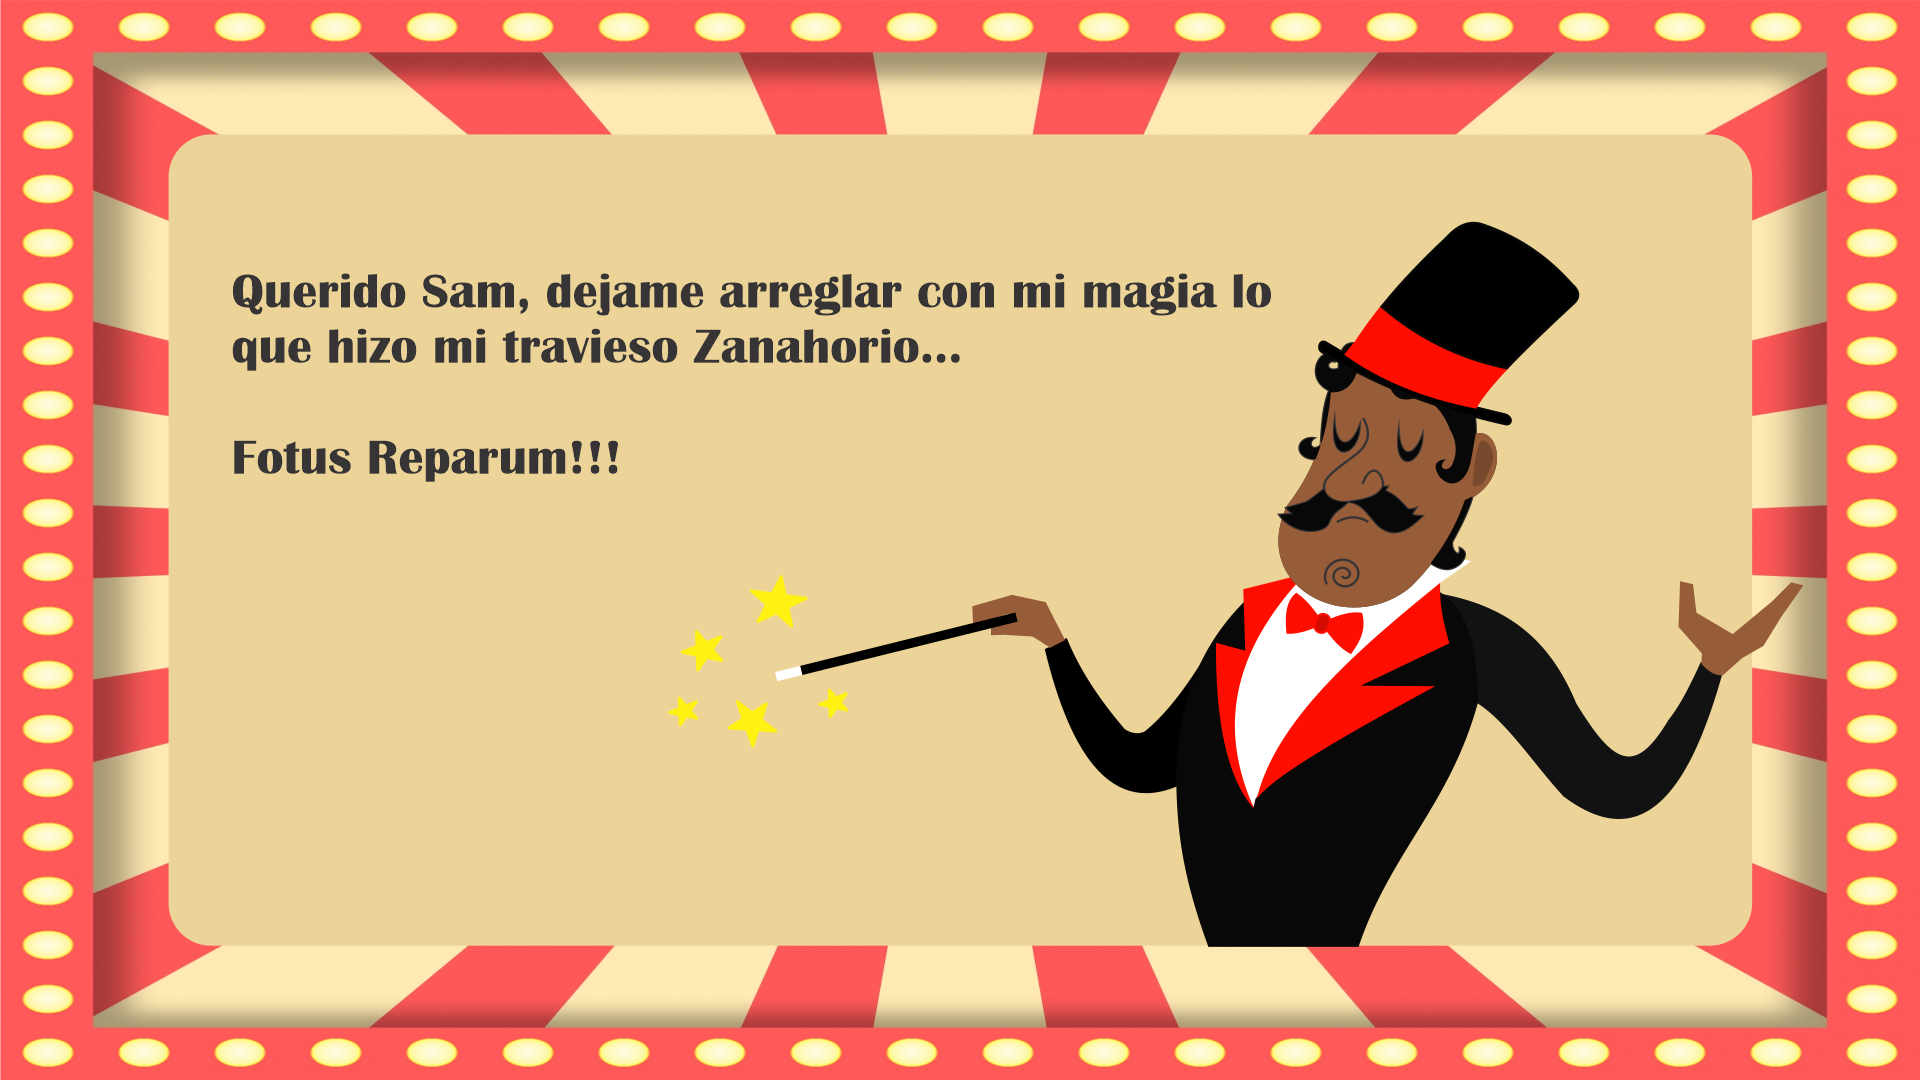 Querido Sam, dejame arreglar con mi magia lo
que hizo mi travieso Zanahorio...
Fotus Reparum!!!